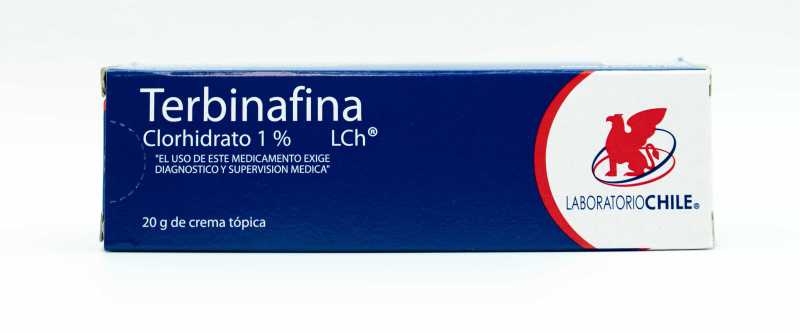 Terbinafina
Clorhidrato 1 % LCh®
"EL USO DE ESTE MEDICAMENTO EXIGE
DIAGNOSTICO Y SUPERVISION MEDICA"
20 g de crema tópica
LABORATORIOCHILE®